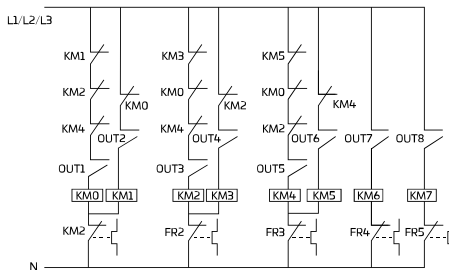 L1/L2/L3
KM1 KM3 KM5
KM2 KM0 KM0
KM0 KM2 KM4
KM4 KM4 KM2
OUT2 OUT4 OUT6 OUT7 OUT8
OUT1 OUT3 OUT5
KM0 KM1 KM2 KM3 KM4 KM5 KM6 KM7
KM2 FR2 FR3 FR4 FR5
N